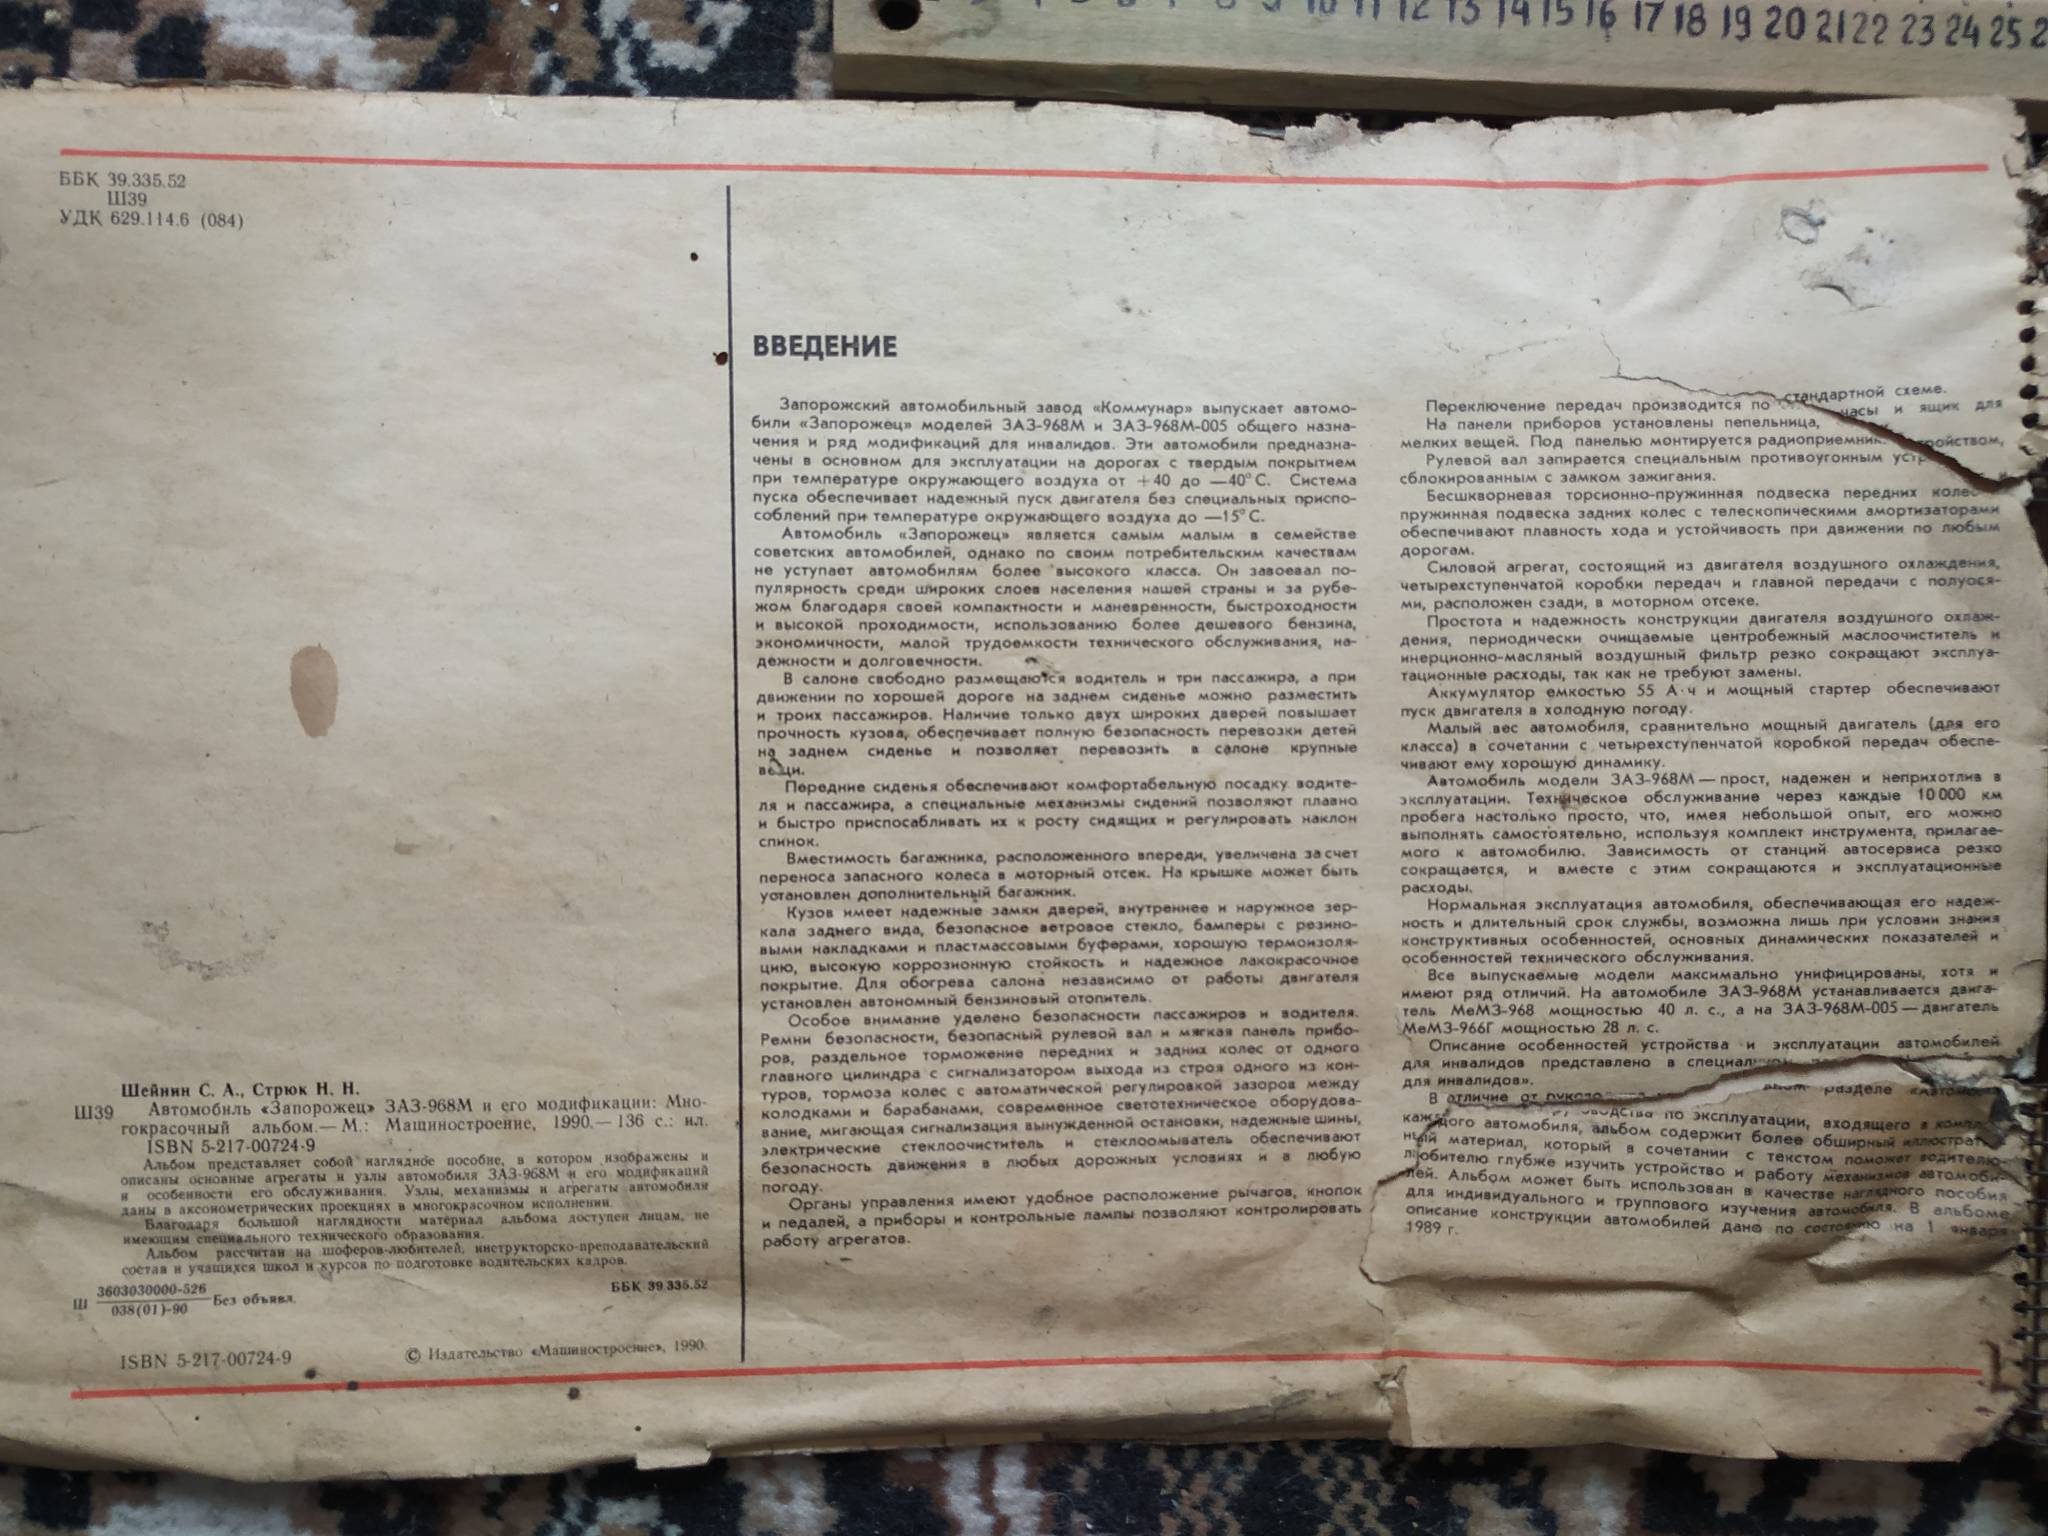 10 11 12 13 14 15 16 17 18 19 20 21 22 23 24 25
ББК 39.335.52
Ш39
УДК 629.114.6 (084)
Шейнин С. А., Стрюк Н. Н.
Ш39 Автомобиль «Запорожец» ЗАЗ-968М и его модификации: Мно-
гокрасочный альбом.— М.: Машиностроение, 1990.— 136 с.: ил.
ISBN 5-217-00724-9
Альбом представляет собой наглядное пособие, в котором изображены и
описаны основные агрегаты и узлы автомобиля ЗАЗ-968М и его модификаций
и особенности его обслуживания. Узлы, механизмы и агрегаты автомобиля
даны в аксонометрических проекциях в многокрасочном исполнении.
Благодаря большой наглядности материал альбома доступен лицам, не
имеющим специального технического образования.
Альбом рассчитан на шоферов-любителей, инструкторско-преподавательский
состав и учащихся школ и курсов по подготовке водительских кадров.
Ш 3603030000-526
038(01)-90 Без объявл.
ББК 39.335.52
ISBN 5-217-00724-9
© Издательство «Машиностроение», 1990.
ВВЕДЕНИЕ
Запорожский автомобильный завод «Коммунар» выпускает автомо-
били «Запорожец» моделей ЗАЗ-968М и ЗАЗ-968М-005 общего назна-
чения и ряд модификаций для инвалидов. Эти автомобили предназна-
чены в основном для эксплуатации на дорогах с твердым покрытием
при температуре окружающего воздуха от +40 до —40°С. Система
пуска обеспечивает надежный пуск двигателя без специальных приспо-
соблений при температуре окружающего воздуха до —15°С.
Автомобиль «Запорожец» является самым малым в семействе
советских автомобилей, однако по своим потребительским качествам
не уступает автомобилям более высокого класса. Он завоевал по-
пулярность среди широких слоев населения нашей страны и за рубе-
жом благодаря своей компактности и маневренности, быстроходности
и высокой проходимости, использованию более дешевого бензина,
экономичности, малой трудоемкости технического обслуживания, на-
дежности и долговечности.
В салоне свободно размещаются водитель и три пассажира, а при
движении по хорошей дороге на заднем сиденье можно разместить
и троих пассажиров. Наличие только двух широких дверей повышает
прочность кузова, обеспечивает полную безопасность перевозки детей
на заднем сиденье и позволяет перевозить в салоне крупные
вещи.
Передние сиденья обеспечивают комфортабельную посадку водите-
ля и пассажира, а специальные механизмы сидений позволяют плавно
и быстро приспосабливать их к росту сидящих и регулировать наклон
спинок.
Вместимость багажника, расположенного впереди, увеличена за счет
переноса запасного колеса в моторный отсек. На крышке может быть
установлен дополнительный багажник.
Кузов имеет надежные замки дверей, внутреннее и наружное зер-
кала заднего вида, безопасное ветровое стекло, бамперы с резино-
выми накладками и пластмассовыми буферами, хорошую термоизоля-
цию, высокую коррозионную стойкость и надежное лакокрасочное
покрытие. Для обогрева салона независимо от работы двигателя
установлен автономный бензиновый отопитель.
Особое внимание уделено безопасности пассажиров и водителя.
Ремни безопасности, безопасный рулевой вал и мягкая панель прибо-
ров, раздельное торможение передних и задних колес от одного
главного цилиндра с сигнализатором выхода из строя одного из кон-
туров, тормоза колес с автоматической регулировкой зазоров между
колодками и барабанами, современное светотехническое оборудова-
вание, мигающая сигнализация вынужденной остановки, надежные шины,
электрические стеклоочиститель и стеклоомыватель обеспечивают
безопасность движения в любых дорожных условиях и в любую
погоду.
Органы управления имеют удобное расположение рычагов, кнопок
и педалей, а приборы и контрольные лампы позволяют контролировать
работу агрегатов.
Переключение передач производится по стандартной схеме.
На панели приборов установлены пепельница, часы и ящик для
мелких вещей. Под панелью монтируется радиоприемник.
Рулевой вал запирается специальным противоугонным устройством,
сблокированным с замком зажигания.
Бесшкворневая торсионно-пружинная подвеска передних колес
пружинная подвеска задних колес с телескопическими амортизаторами
обеспечивают плавность хода и устойчивость при движении по любым
дорогам.
Силовой агрегат, состоящий из двигателя воздушного охлаждения,
четырехступенчатой коробки передач и главной передачи с полуося-
ми, расположен сзади, в моторном отсеке.
Простота и надежность конструкции двигателя воздушного охлаж-
дения, периодически очищаемые центробежный маслоочиститель и
инерционно-масляный воздушный фильтр резко сокращают эксплуа-
тационные расходы, так как не требуют замены.
Аккумулятор емкостью 55 А·ч и мощный стартер обеспечивают
пуск двигателя в холодную погоду.
Малый вес автомобиля, сравнительно мощный двигатель (для его
класса) в сочетании с четырехступенчатой коробкой передач обеспе-
чивают ему хорошую динамику.
Автомобиль модели ЗАЗ-968М — прост, надежен и неприхотлив в
эксплуатации. Техническое обслуживание через каждые 10 000 км
пробега настолько просто, что, имея небольшой опыт, его можно
выполнять самостоятельно, используя комплект инструмента, прилагае-
мого к автомобилю. Зависимость от станций автосервиса резко
сокращается, и вместе с этим сокращаются и эксплуатационные
расходы.
Нормальная эксплуатация автомобиля, обеспечивающая его надеж-
ность и длительный срок службы, возможна лишь при условии знания
конструктивных особенностей, основных динамических показателей и
особенностей технического обслуживания.
Все выпускаемые модели максимально унифицированы, хотя и
имеют ряд отличий. На автомобиле ЗАЗ-968М устанавливается двига-
тель МеМЗ-968 мощностью 40 л. с., а на ЗАЗ-968М-005 — двигатель
МеМЗ-966Г мощностью 28 л. с.
Описание особенностей устройства и эксплуатации автомобилей
для инвалидов представлено в специальном разделе «Автомобили
для инвалидов».
В отличие от руководства по эксплуатации, входящего в комплект
каждого автомобиля, альбом содержит более обширный иллюстратив-
ный материал, который в сочетании с текстом поможет водителю-
любителю глубже изучить устройство и работу механизмов автомоби-
лей. Альбом может быть использован в качестве наглядного пособия
для индивидуального и группового изучения автомобиля. В альбоме
описание конструкции автомобилей дано по состоянию на 1 января
1989 г.